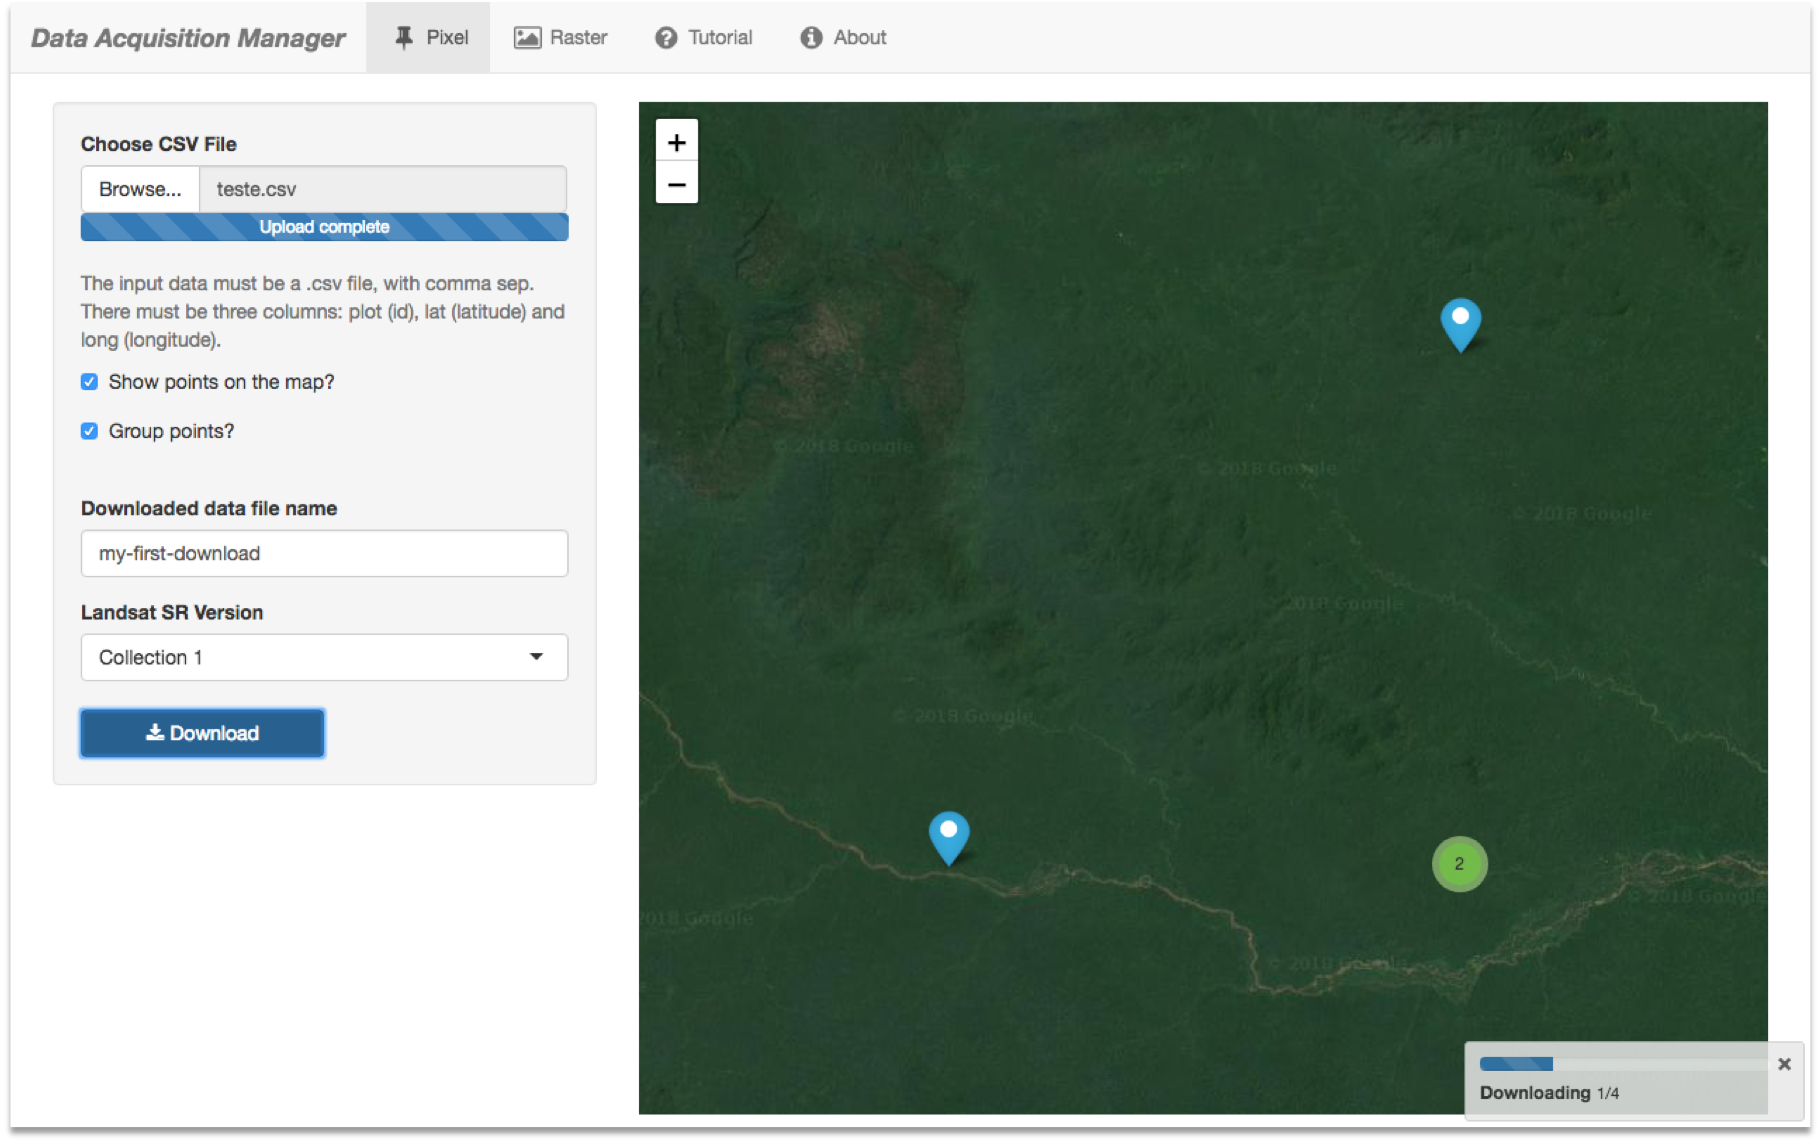 Data Acquisition Manager
Pixel
Raster
Tutorial
About
Choose CSV File
Browse...
teste.csv
Upload complete
The input data must be a .csv file, with comma sep.
There must be three columns: plot (id), lat (latitude) and
long (longitude).
Show points on the map?
Group points?
Downloaded data file name
my-first-download
Landsat SR Version
Collection 1
Download
+
−
© 2018 Google
© 2018 Google
© 2018 Google
2018 Google
© 2018 Google
2
© 2018 Google
2018 Google
© 2018 Google
Downloading 1/4